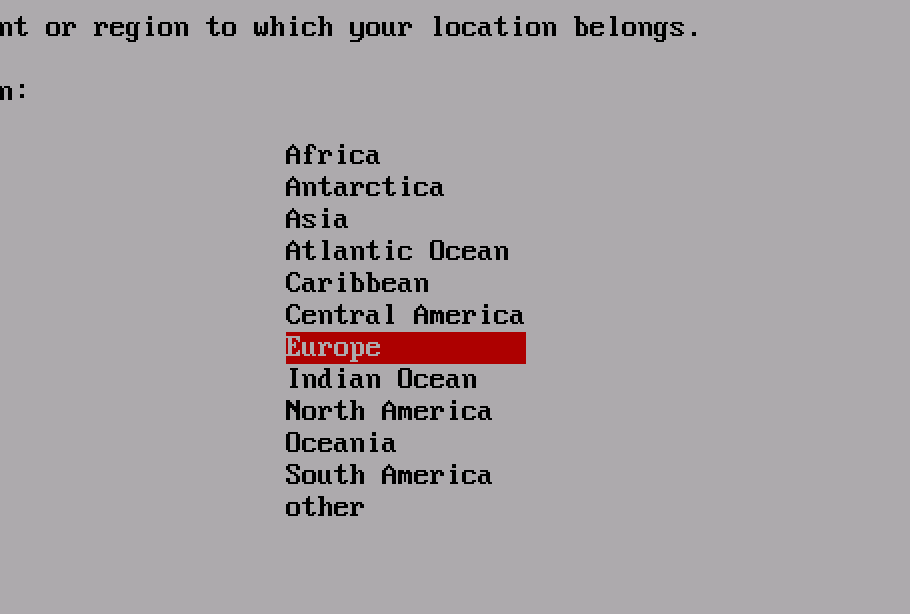 nt or region to which your location belongs.
n:
Africa
Antarctica
Asia
Atlantic Ocean
Caribbean
Central America
Europe
Indian Ocean
North America
Oceania
South America
other